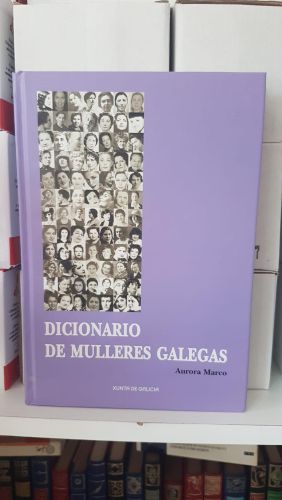 DICIONARIO
DE MULLERES GALEGAS
Aurora Marco
XUNTA DE GALICIA